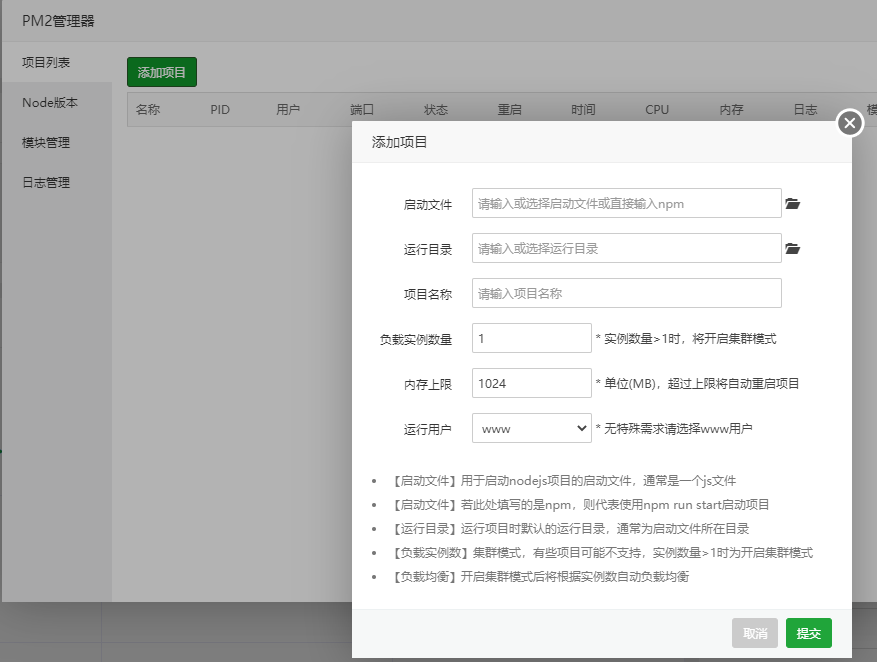 PM2管理器
项目列表
Node版本
模块管理
日志管理
添加项目
名称 PID 用户 端口 状态 重启 时间 CPU 内存 日志
添加项目
启动文件 请输入或选择启动文件或直接输入npm
运行目录 请输入或选择运行目录
项目名称 请输入项目名称
负载实例数量 1 * 实例数量>1时，将开启集群模式
内存上限 1024 * 单位(MB)，超过上限将自动重启项目
运行用户 www * 无特殊需求请选择www用户
• 【启动文件】用于启动nodejs项目的启动文件，通常是一个js文件
• 【启动文件】若此处填写的是npm，则代表使用npm run start启动项目
• 【运行目录】运行项目时默认的运行目录，通常为启动文件所在目录
• 【负载实例数】集群模式，有些项目可能不支持，实例数量>1时为开启集群模式
• 【负载均衡】开启集群模式后将根据实例数自动负载均衡
取消 提交